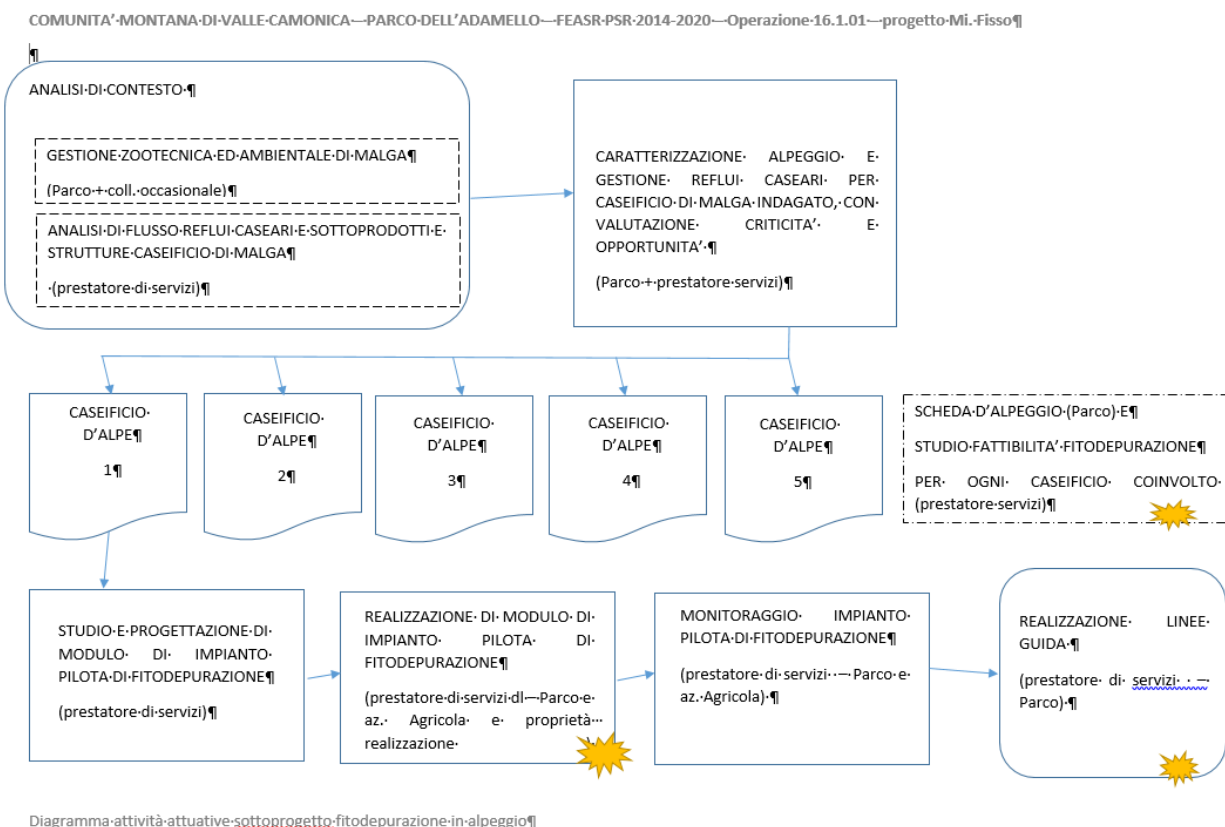 COMUNITA’ MONTANA DI VALLE CAMONICA – PARCO DELL’ADAMELLO – FEASR PSR 2014-2020 – Operazione 16.1.01 – progetto Mi. Fisso¶
¶
ANALISI DI CONTESTO ¶
GESTIONE ZOOTECNICA ED AMBIENTALE DI MALGA¶
(Parco + coll. occasionale)¶
ANALISI DI FLUSSO REFLUI CASEARI E SOTTOPRODOTTI E
STRUTTURE CASEIFICIO DI MALGA¶
(prestatore di servizi)¶
CARATTERIZZAZIONE ALPEGGIO E
GESTIONE REFLUI CASEARI PER
CASEIFICIO DI MALGA INDAGATO, CON
VALUTAZIONE CRITICITA’ E
OPPORTUNITA’ ¶
(Parco + prestatore servizi)¶
CASEIFICIO
D’ALPE¶
1¶
CASEIFICIO
D’ALPE¶
2¶
CASEIFICIO
D’ALPE¶
3¶
CASEIFICIO
D’ALPE¶
4¶
CASEIFICIO
D’ALPE¶
5¶
SCHEDA D’ALPEGGIO (Parco) E¶
STUDIO FATTIBILITA’ FITODEPURAZIONE¶
PER OGNI CASEIFICIO COINVOLTO
(prestatore servizi)¶
STUDIO E PROGETTAZIONE DI
MODULO DI IMPIANTO
PILOTA DI FITODEPURAZIONE¶
(prestatore di servizi)¶
REALIZZAZIONE DI MODULO DI
IMPIANTO PILOTA DI
FITODEPURAZIONE¶
(prestatore di servizi dl – Parco e
az. Agricola e proprietà
realizzazione
MONITORAGGIO IMPIANTO
PILOTA DI FITODEPURAZIONE¶
(prestatore di servizi – Parco e
az. Agricola) ¶
REALIZZAZIONE LINEE
GUIDA ¶
(prestatore di servizi –
Parco) ¶
Diagramma attività attuative sottoprogetto fitodepurazione in alpeggio¶